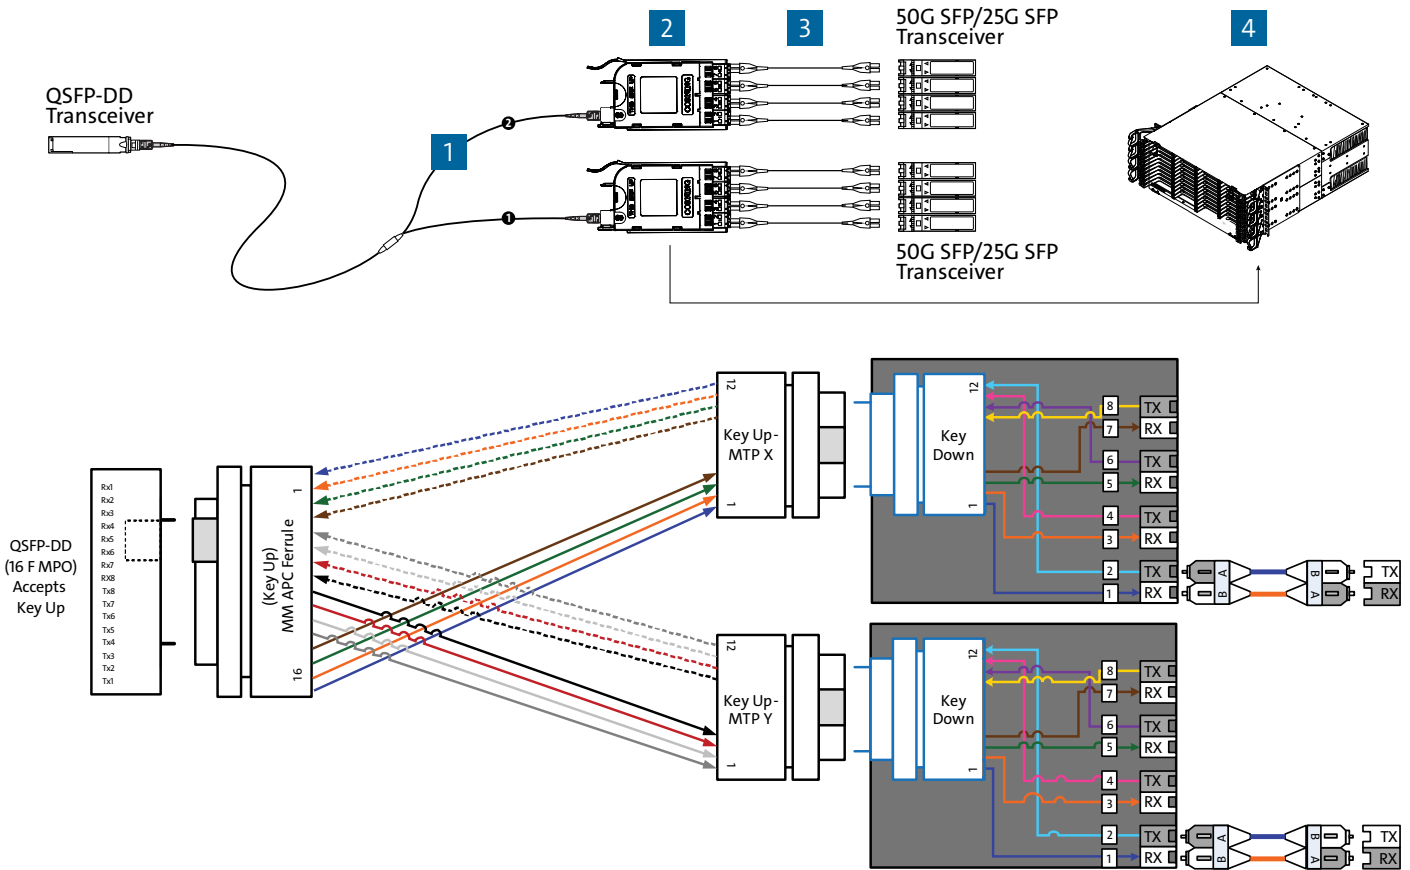 2
3
50G SFP/25G SFP
Transceiver
4
QSFP-DD
Transceiver
CORNING
2
1
CORNING
1
50G SFP/25G SFP
Transceiver
QSFP-DD
(16 F MPO)
Accepts
Key Up
Rx1
Rx2
Rx3
Rx4
Rx5
Rx6
Rx7
RX8
Tx8
Tx7
Tx6
Tx5
Tx4
Tx3
Tx2
Tx1
1
(Key Up)
MM APC Ferrule
16
12
Key Up-
MTP X
1
12
Key
Down
1
8 TX
7 RX
6 TX
5 RX
4 TX
3 RX
2 TX
1 RX
A B TX
B A RX
12
Key Up-
MTP Y
1
12
Key
Down
1
8 TX
7 RX
6 TX
5 RX
4 TX
3 RX
2 TX
1 RX
A B TX
B A RX